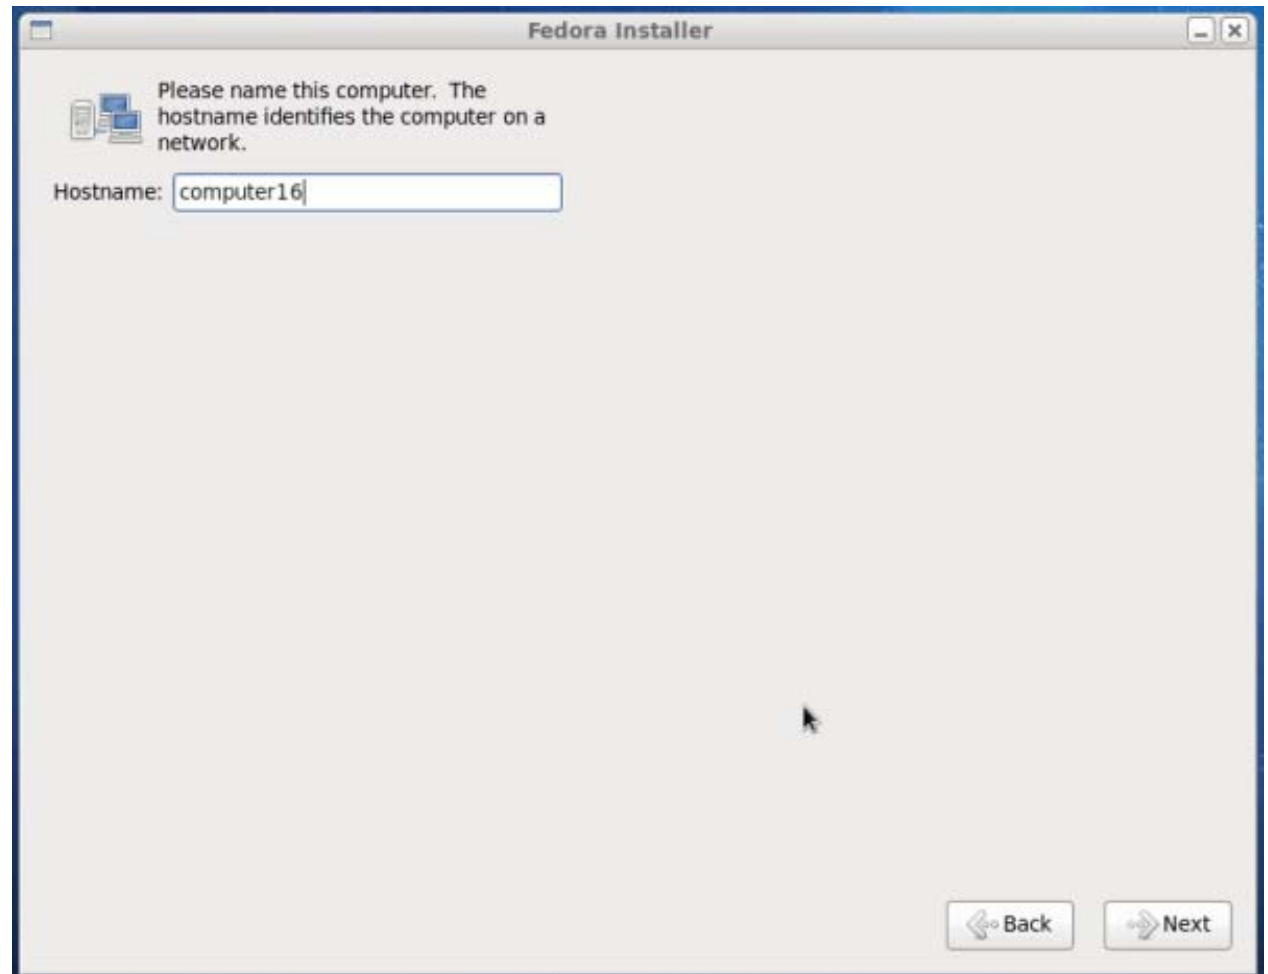 Fedora Installer
Please name this computer.  The
hostname identifies the computer on a
network.
Hostname: computer16
Back
Next